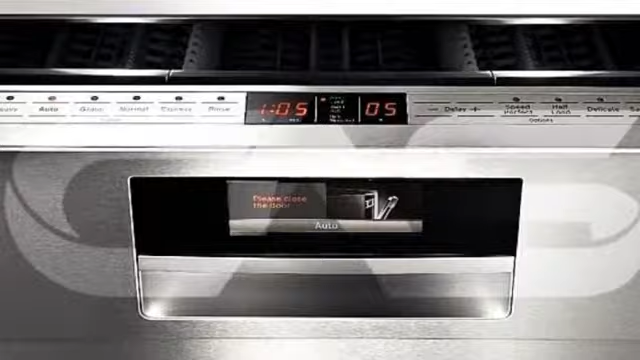 Auto Glass Normal Express Rinse
1:05
05
- Delay +
Speed Perfect
Half Load
Delicate
Please close
the door
Auto